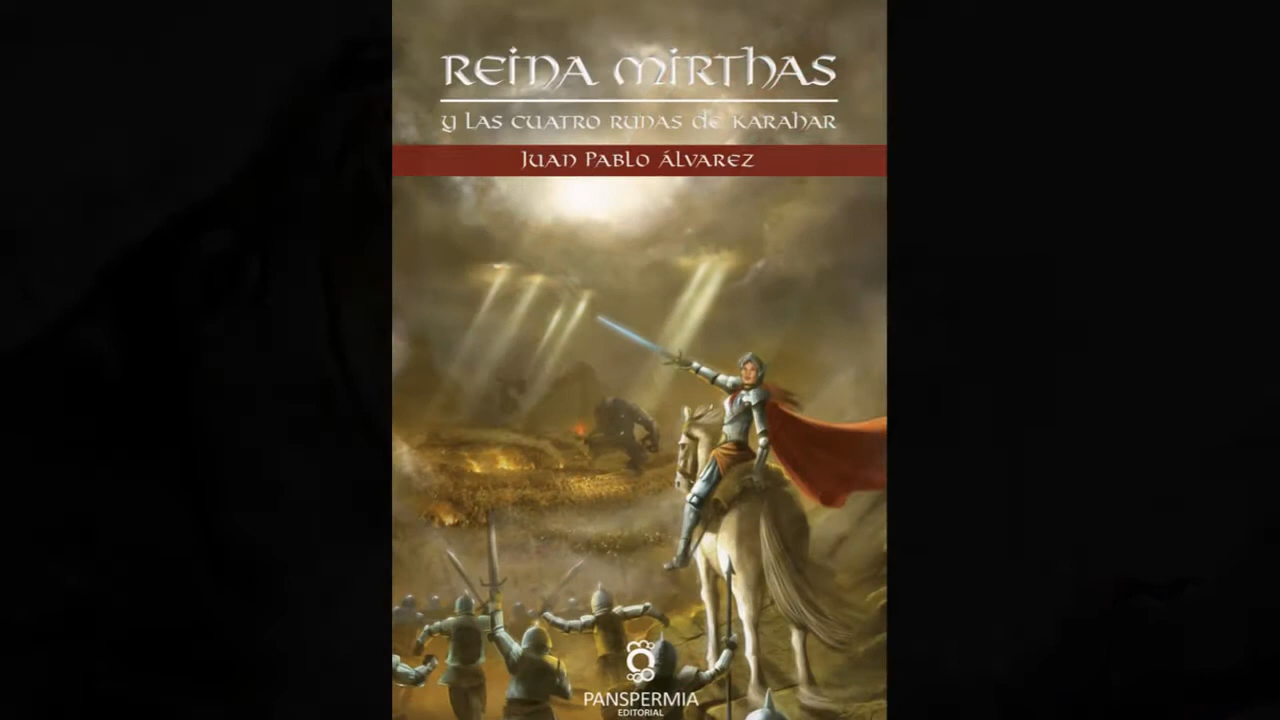 REINA MIRTHAS
Y LAS CUATRO RUNAS DE KARAHAR
JUAN PABLO ÁLVAREZ
PANSPERMIA
EDITORIAL